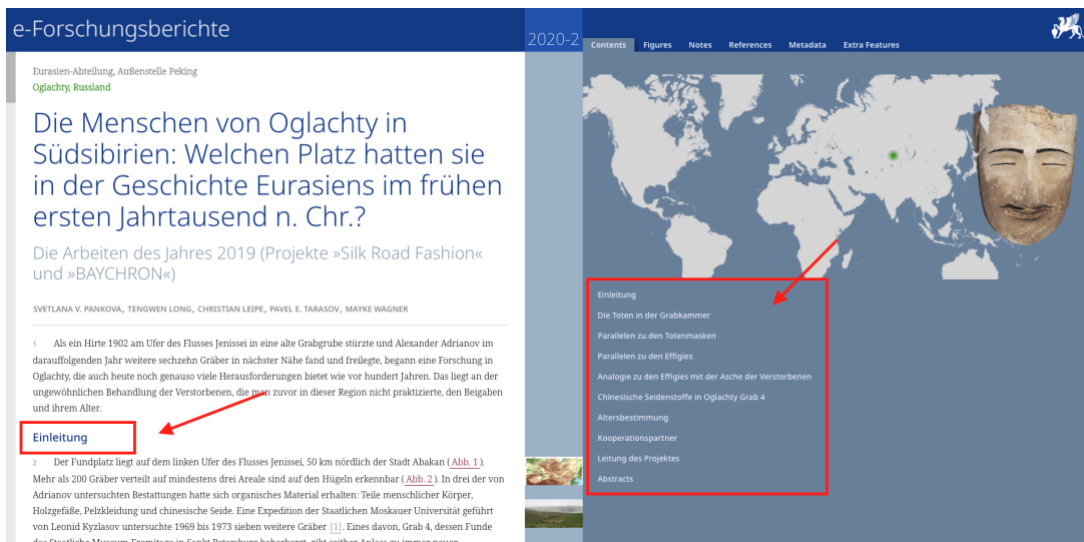 e-Forschungsberichte
2020-2
Contents Figures Notes References Metadata Extra Features
Eurasien-Abteilung, Außenstelle Peking
Oglachty, Russland
Die Menschen von Oglachty in
Südsibirien: Welchen Platz hatten sie
in der Geschichte Eurasiens im frühen
ersten Jahrtausend n. Chr.?
Die Arbeiten des Jahres 2019 (Projekte »Silk Road Fashion«
und »BAYCHRON«)
SVETLANA V. PANKOVA, TENGWEN LONG, CHRISTIAN LEIPE, PAVEL E. TARASOV, MAYKE WAGNER
1 Als ein Hirte 1902 am Ufer des Flusses Jenissei in eine alte Grabgrube stürzte und Alexander Adrianov im
darauffolgenden Jahr weitere sechzehn Gräber in nächster Nähe fand und freilegte, begann eine Forschung in
Oglachty, die auch heute noch genauso viele Herausforderungen bietet wie vor hundert Jahren. Das liegt an der
ungewöhnlichen Behandlung der Verstorbenen, die man zuvor in dieser Region nicht praktizierte, den Beigaben
und ihrem Alter.
Einleitung
2 Der Fundplatz liegt auf dem linken Ufer des Flusses Jenissei, 50 km nördlich der Stadt Abakan (Abb. 1).
Mehr als 200 Gräber verteilt auf mindestens drei Areale sind auf den Hügeln erkennbar (Abb. 2). In drei der von
Adrianov untersuchten Bestattungen hatte sich organisches Material erhalten: Teile menschlicher Körper,
Holzgefäße, Pelzkleidung und chinesische Seide. Eine Expedition der Staatlichen Moskauer Universität geführt
von Leonid Kyzlasov untersuchte 1969 bis 1973 sieben weitere Gräber [1]. Eines davon, Grab 4, dessen Funde
Einleitung
Die Toten in der Grabkammer
Parallelen zu den Totenmasken
Parallelen zu den Effigies
Analogie zu den Effigies mit der Asche der Verstorbenen
Chinesische Seidenstoffe in Oglachty Grab 4
Altersbestimmung
Kooperationspartner
Leitung des Projektes
Abstracts